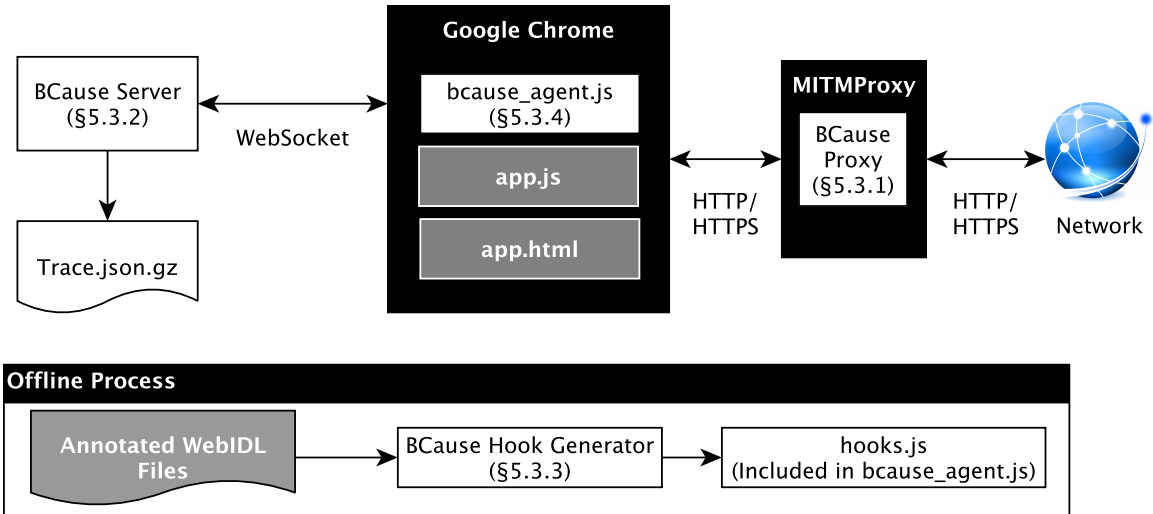 Google Chrome
BCause Server
(§5.3.2)
WebSocket
bcause_agent.js
(§5.3.4)
app.js
app.html
MITMProxy
BCause
Proxy
(§5.3.1)
HTTP/
HTTPS
HTTP/
HTTPS
Network
Trace.json.gz
Offline Process
Annotated WebIDL
Files
BCause Hook Generator
(§5.3.3)
hooks.js
(Included in bcause_agent.js)